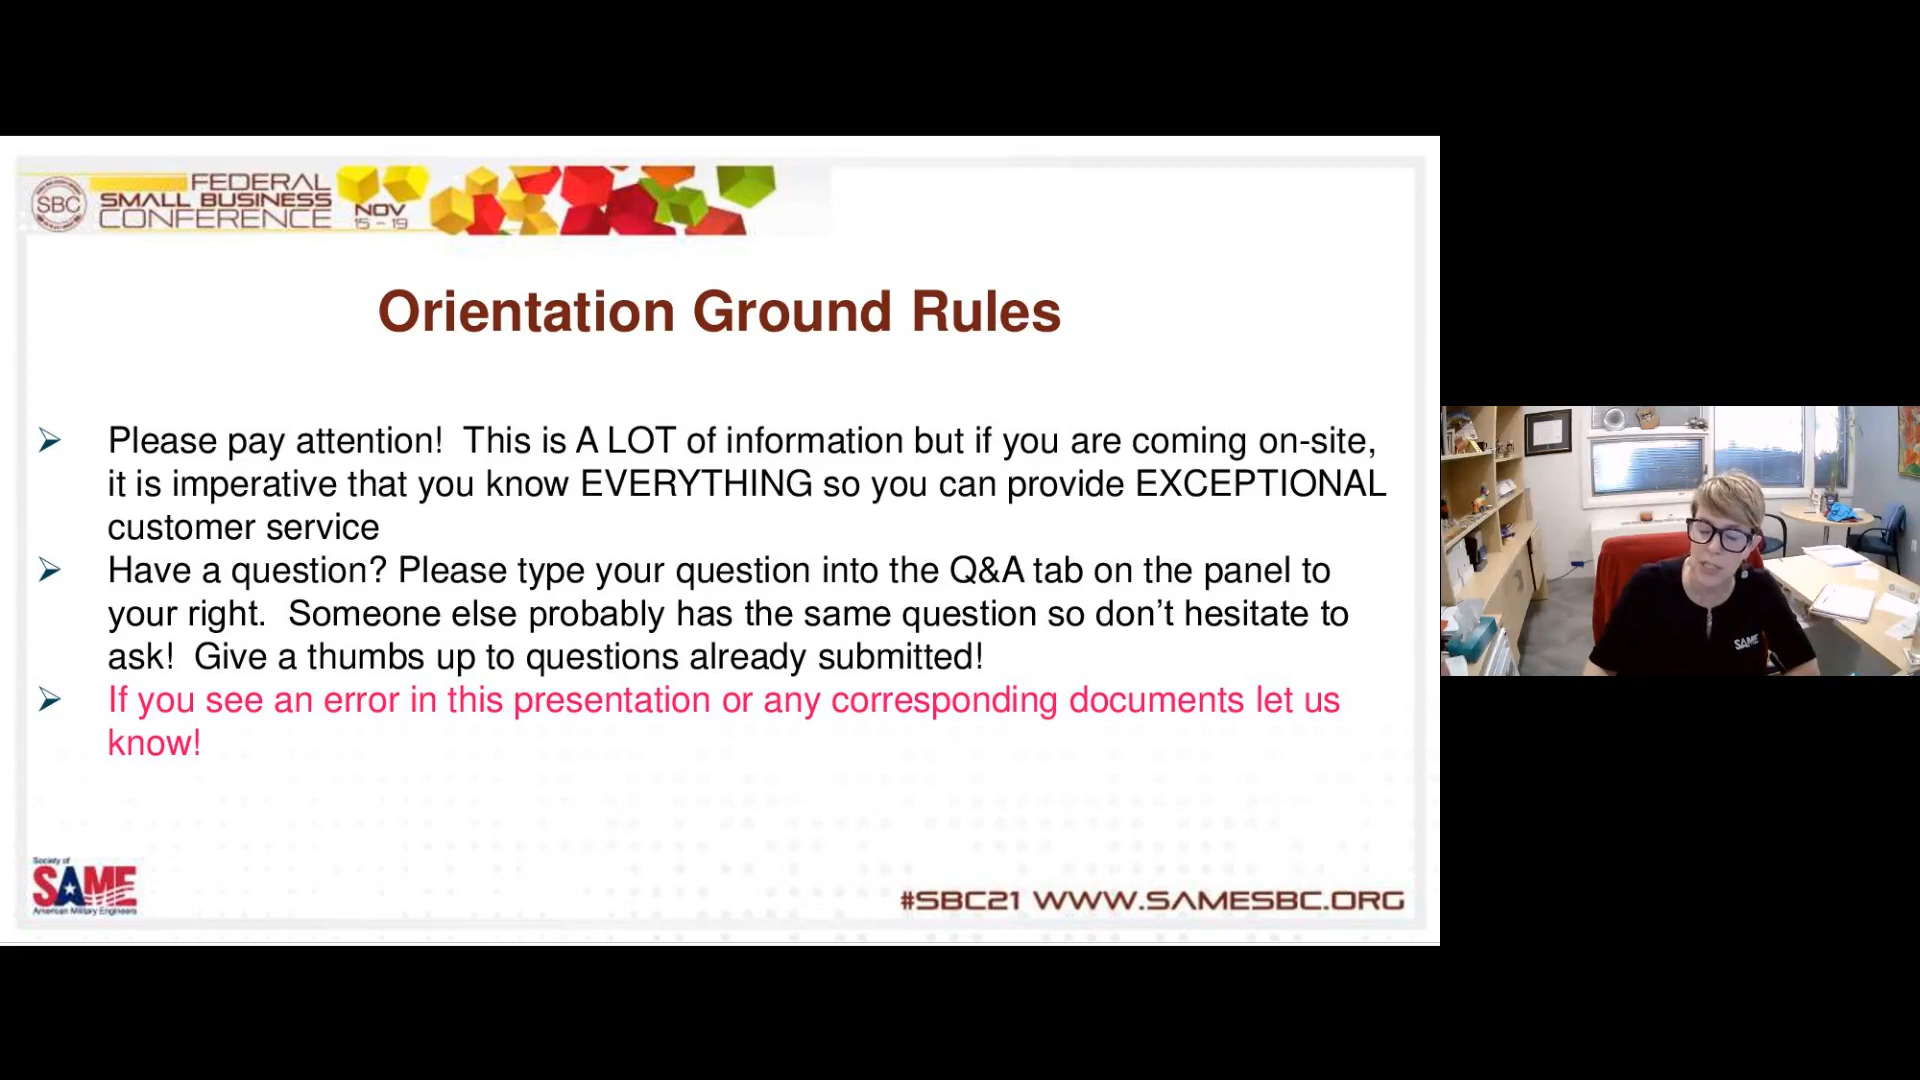 SBC
FEDERAL
SMALL BUSINESS
CONFERENCE
NOV
15 - 19
Orientation Ground Rules
Please pay attention!  This is A LOT of information but if you are coming on-site,
it is imperative that you know EVERYTHING so you can provide EXCEPTIONAL
customer service
Have a question? Please type your question into the Q&A tab on the panel to
your right.  Someone else probably has the same question so don’t hesitate to
ask!  Give a thumbs up to questions already submitted!
If you see an error in this presentation or any corresponding documents let us
know!
Society of
SAME
American Military Engineers
#SBC21 WWW.SAMESBC.ORG
SAME